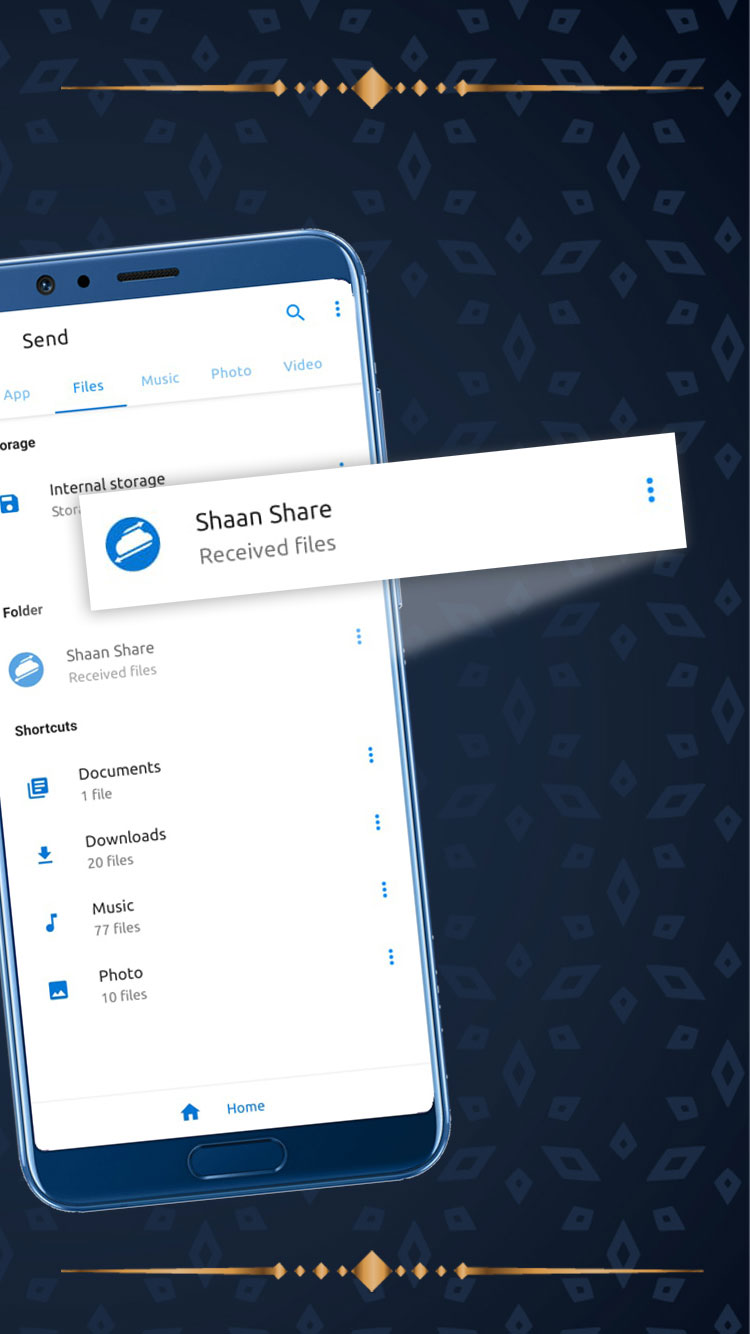 Send
App
Files
Music
Photo
Video
orage
Internal storage
Stor
Shaan Share
Received files
Folder
Shaan Share
Received files
Shortcuts
Documents
1 file
Downloads
20 files
Music
77 files
Photo
10 files
Home